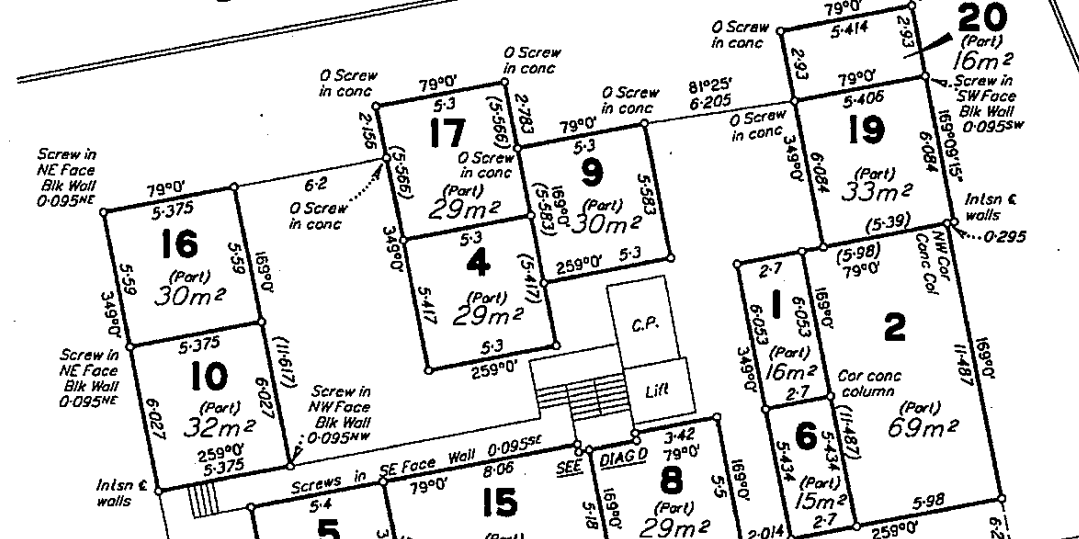 79°0'
5·414
2·93
2·93
20
(Part)
16m²
O Screw
in conc
79°0'
5·406
Screw in
SW Face
Blk Wall
0·095SW
O Screw
in conc
79°0'
5·3
2·156
(5·566)
2·783
17
(Part)
29m²
(5·565)
O Screw
in conc
79°0'
5·3
O Screw
in conc
81°25'
6·205
O Screw
in conc
19
(Part)
33m²
349°0'
6·084
169°09'15"
6·084
O Screw
in conc
9
(Part)
30m²
169°0'
(5·583)
5·583
5·3
259°0'
Screw in
NE Face
Blk Wall
0·095NE
79°0'
5·375
6·2
O Screw
in conc
16
(Part)
30m²
5·59
349°0'
5·59
169°0'
349°0'
5·3
4
(Part)
29m²
5·417
(5·417)
5·3
259°0'
Intsn ȼ
walls
0·295
(5·39)
(5·98)
79°0'
NW Cor
Conc Col
2·7
1
(Part)
16m²
6·053
349°0'
169°0'
6·053
2·7
2
(Part)
69m²
169°0'
11·487
(11·487)
Cor conc
column
C.P.
Lift
Screw in
NE Face
Blk Wall
0·095NE
5·375
10
(Part)
32m²
6·027
6·027
(11·617)
259°0'
5·375
Screw in
NW Face
Blk Wall
0·095NW
Intsn ȼ
walls
Screws in SE Face Wall 0·095SE
5·4
5
8·06
79°0'
15
SEE DIAG D
3·42
79°0'
8
(Part)
29m²
5·18
169°0'
5·5
169°0'
6
(Part)
15m²
5·434
5·434
2·7
2·014
5·98
259°0'